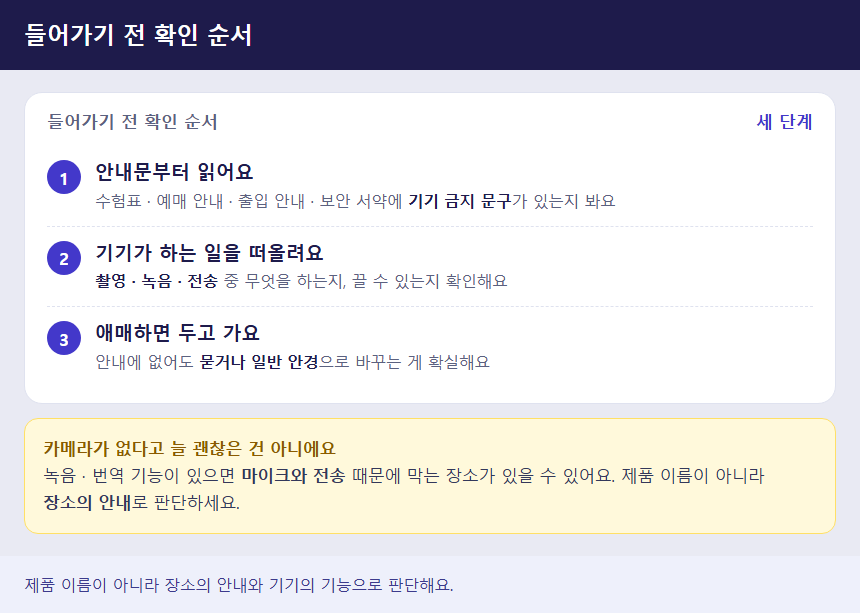 들어가기 전 확인 순서
들어가기 전 확인 순서
세 단계
1
안내문부터 읽어요
수험표 · 예매 안내 · 출입 안내 · 보안 서약에 기기 금지 문구가 있는지 봐요
2
기기가 하는 일을 떠올려요
촬영 · 녹음 · 전송 중 무엇을 하는지, 끌 수 있는지 확인해요
3
애매하면 두고 가요
안내에 없어도 묻거나 일반 안경으로 바꾸는 게 확실해요
카메라가 없다고 늘 괜찮은 건 아니에요
녹음 · 번역 기능이 있으면 마이크와 전송 때문에 막는 장소가 있을 수 있어요. 제품 이름이 아니라
장소의 안내로 판단하세요.
제품 이름이 아니라 장소의 안내와 기기의 기능으로 판단해요.